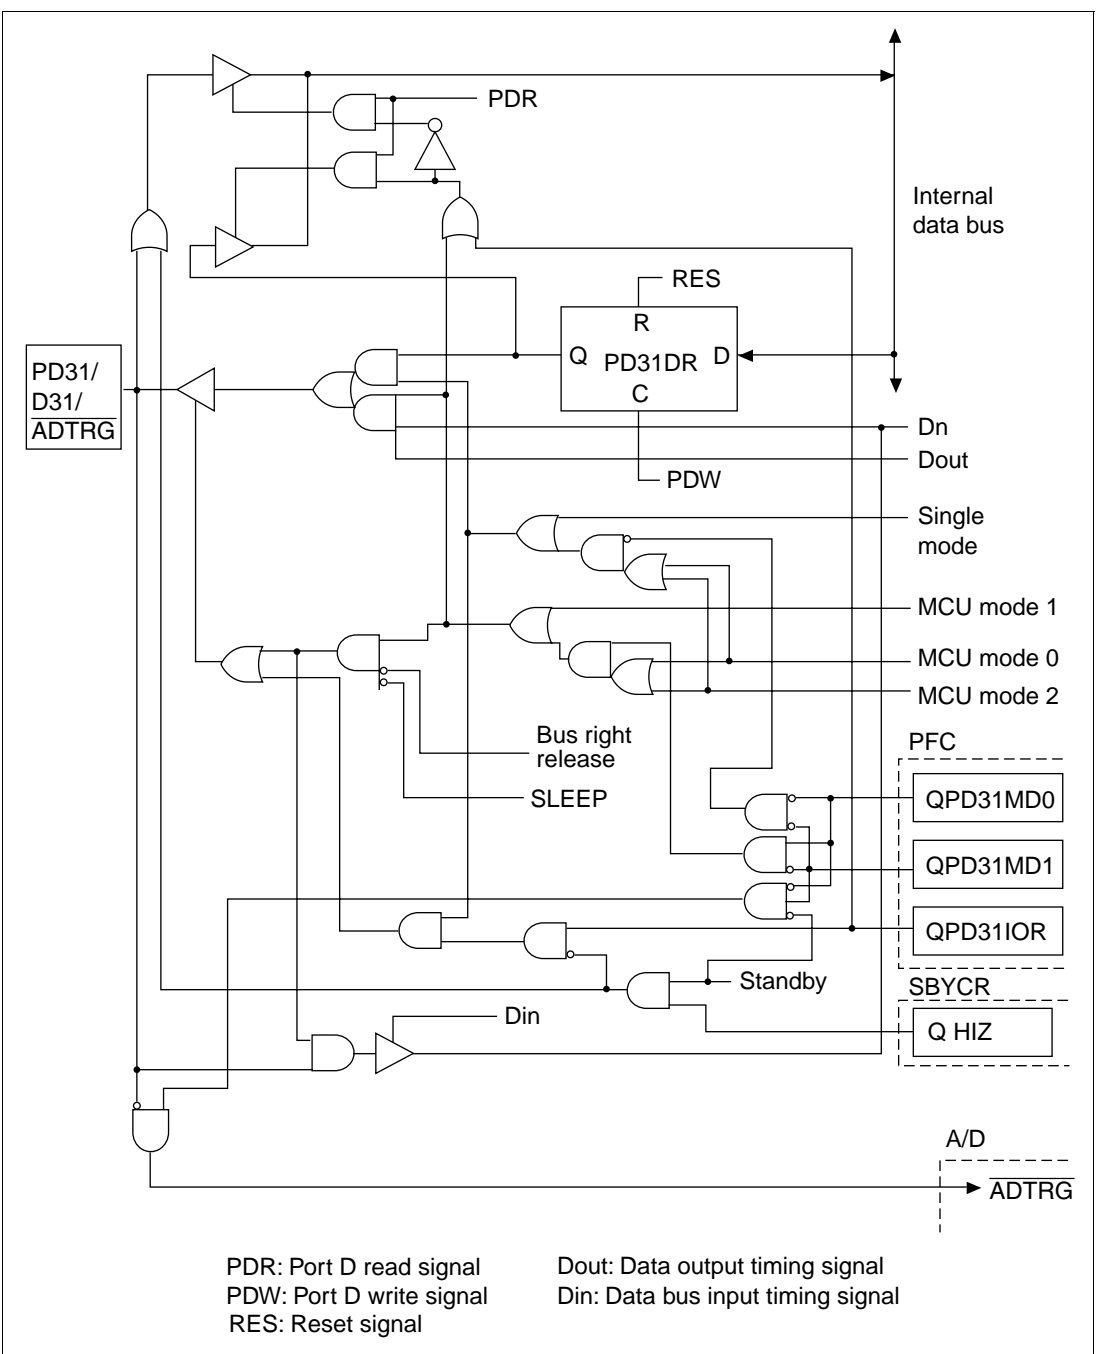 PDR
Internal
data bus
RES
R
Q
PD31DR
D
C
PD31/
D31/
ADTRG
Dn
Dout
PDW
Single
mode
MCU mode 1
MCU mode 0
MCU mode 2
Bus right
release
PFC
SLEEP
QPD31MD0
QPD31MD1
QPD31IOR
Standby
SBYCR
Din
Q HIZ
A/D
ADTRG
PDR: Port D read signal
PDW: Port D write signal
RES: Reset signal
Dout: Data output timing signal
Din: Data bus input timing signal